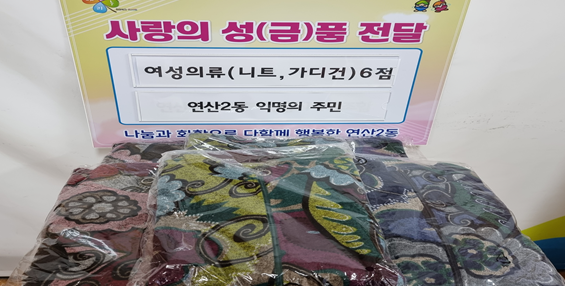 사랑의 성(금)품 전달
여성의류(니트,가디건)6점
연산2동 익명의 주민
나눔과 화합으로 다함께 행복한 연산2동